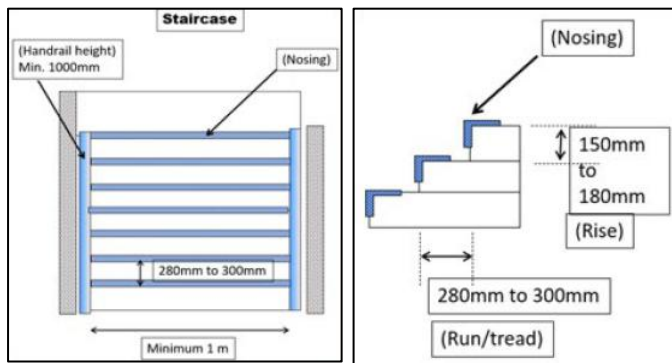 Staircase
(Handrail height)
Min. 1000mm
(Nosing)
280mm to 300mm
Minimum 1 m
(Nosing)
150mm
to
180mm
(Rise)
280mm to 300mm
(Run/tread)